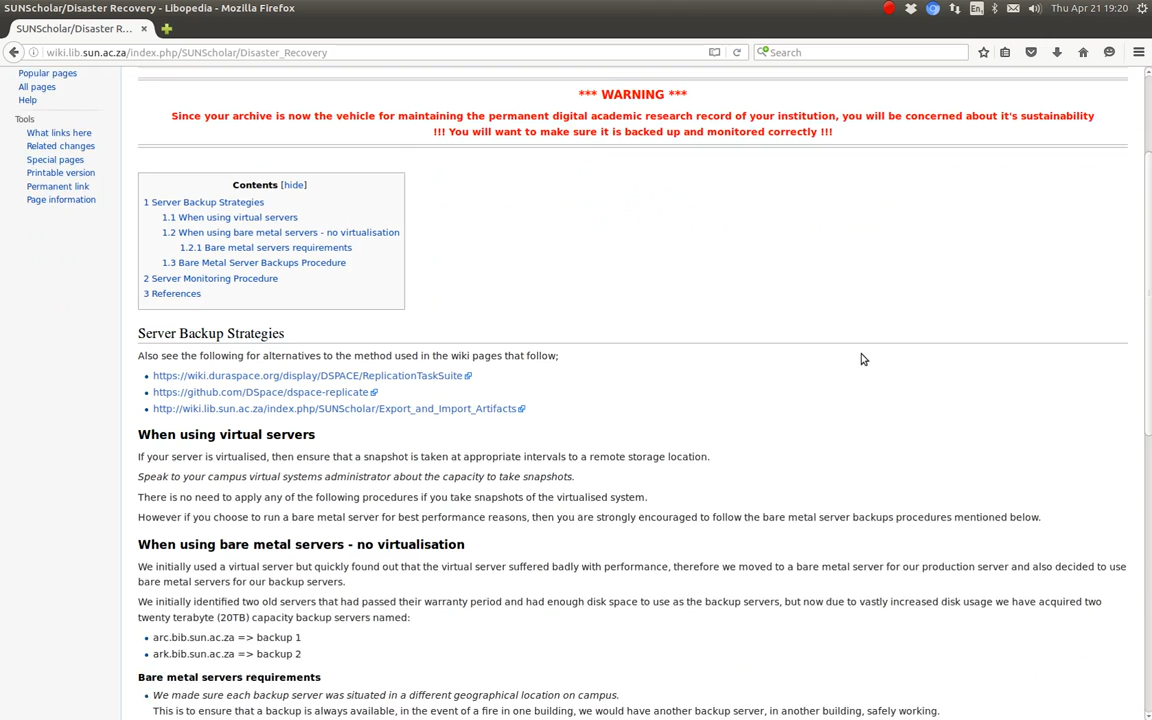 SUNScholar/Disaster Recovery - Libopedia - Mozilla Firefox
En
Thu Apr 21 19:20
SUNScholar/Disaster R...
wiki.lib.sun.ac.za/index.php/SUNScholar/Disaster_Recovery
Search
Popular pages
All pages
Help
Tools
What links here
Related changes
Special pages
Printable version
Permanent link
Page information
*** WARNING ***
Since your archive is now the vehicle for maintaining the permanent digital academic research record of your institution, you will be concerned about it's sustainability
!!! You will want to make sure it is backed up and monitored correctly !!!
Contents [hide]
1 Server Backup Strategies
1.1 When using virtual servers
1.2 When using bare metal servers - no virtualisation
1.2.1 Bare metal servers requirements
1.3 Bare Metal Server Backups Procedure
2 Server Monitoring Procedure
3 References
Server Backup Strategies
Also see the following for alternatives to the method used in the wiki pages that follow;
• https://wiki.duraspace.org/display/DSPACE/ReplicationTaskSuite
• https://github.com/DSpace/dspace-replicate
• http://wiki.lib.sun.ac.za/index.php/SUNScholar/Export_and_Import_Artifacts
When using virtual servers
If your server is virtualised, then ensure that a snapshot is taken at appropriate intervals to a remote storage location.
Speak to your campus virtual systems administrator about the capacity to take snapshots.
There is no need to apply any of the following procedures if you take snapshots of the virtualised system.
However if you choose to run a bare metal server for best performance reasons, then you are strongly encouraged to follow the bare metal server backups procedures mentioned below.
When using bare metal servers - no virtualisation
We initially used a virtual server but quickly found out that the virtual server suffered badly with performance, therefore we moved to a bare metal server for our production server and also decided to use
bare metal servers for our backup servers.
We initially identified two old servers that had passed their warranty period and had enough disk space to use as the backup servers, but now due to vastly increased disk usage we have acquired two
twenty terabyte (20TB) capacity backup servers named:
• arc.bib.sun.ac.za => backup 1
• ark.bib.sun.ac.za => backup 2
Bare metal servers requirements
• We made sure each backup server was situated in a different geographical location on campus.
This is to ensure that a backup is always available, in the event of a fire in one building, we would have another backup server, in another building, safely working.